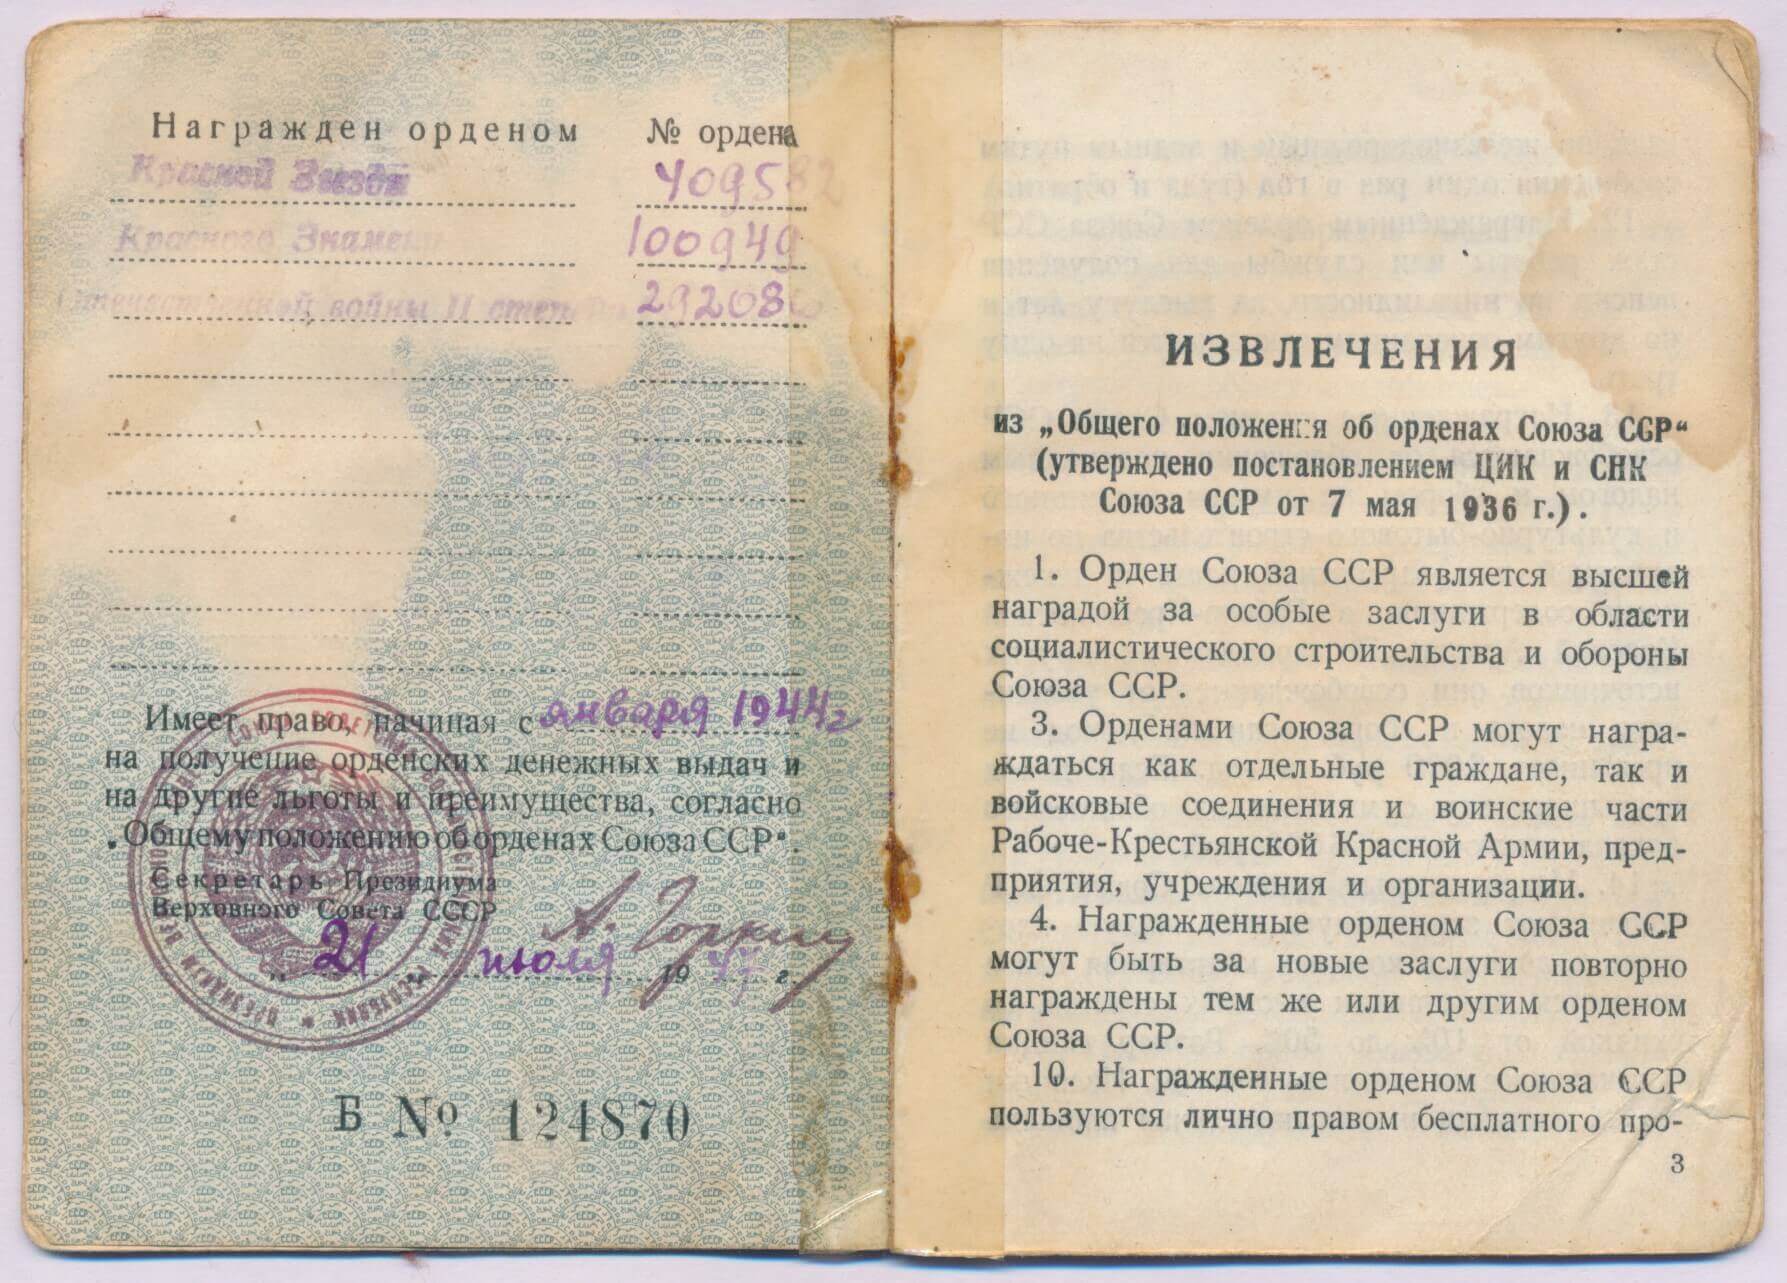 Награжден орденом № ордена
Красной Звезды 409582
Красного Знамени 100949
Отечественной войны II степени 292086
Имеет право, начиная с января 1944 г
на получение орденских денежных выдач и
на другие льготы и преимущества, согласно
„Общему положению об орденах Союза ССР“.
Секретарь Президиума
Верховного Совета СССР
А. Горкин
„21“ июля 1947 г.
Б № 124870
ИЗВЛЕЧЕНИЯ
из „Общего положения об орденах Союза ССР“
(утверждено постановлением ЦИК и СНК
Союза ССР от 7 мая 1936 г.).
1. Орден Союза ССР является высшей
наградой за особые заслуги в области
социалистического строительства и обороны
Союза ССР.
3. Орденами Союза ССР могут награ-
ждаться как отдельные граждане, так и
войсковые соединения и воинские части
Рабоче-Крестьянской Красной Армии, пред-
приятия, учреждения и организации.
4. Награжденные орденом Союза ССР
могут быть за новые заслуги повторно
награждены тем же или другим орденом
Союза ССР.
10. Награжденные орденом Союза ССР
пользуются лично правом бесплатного про-
3